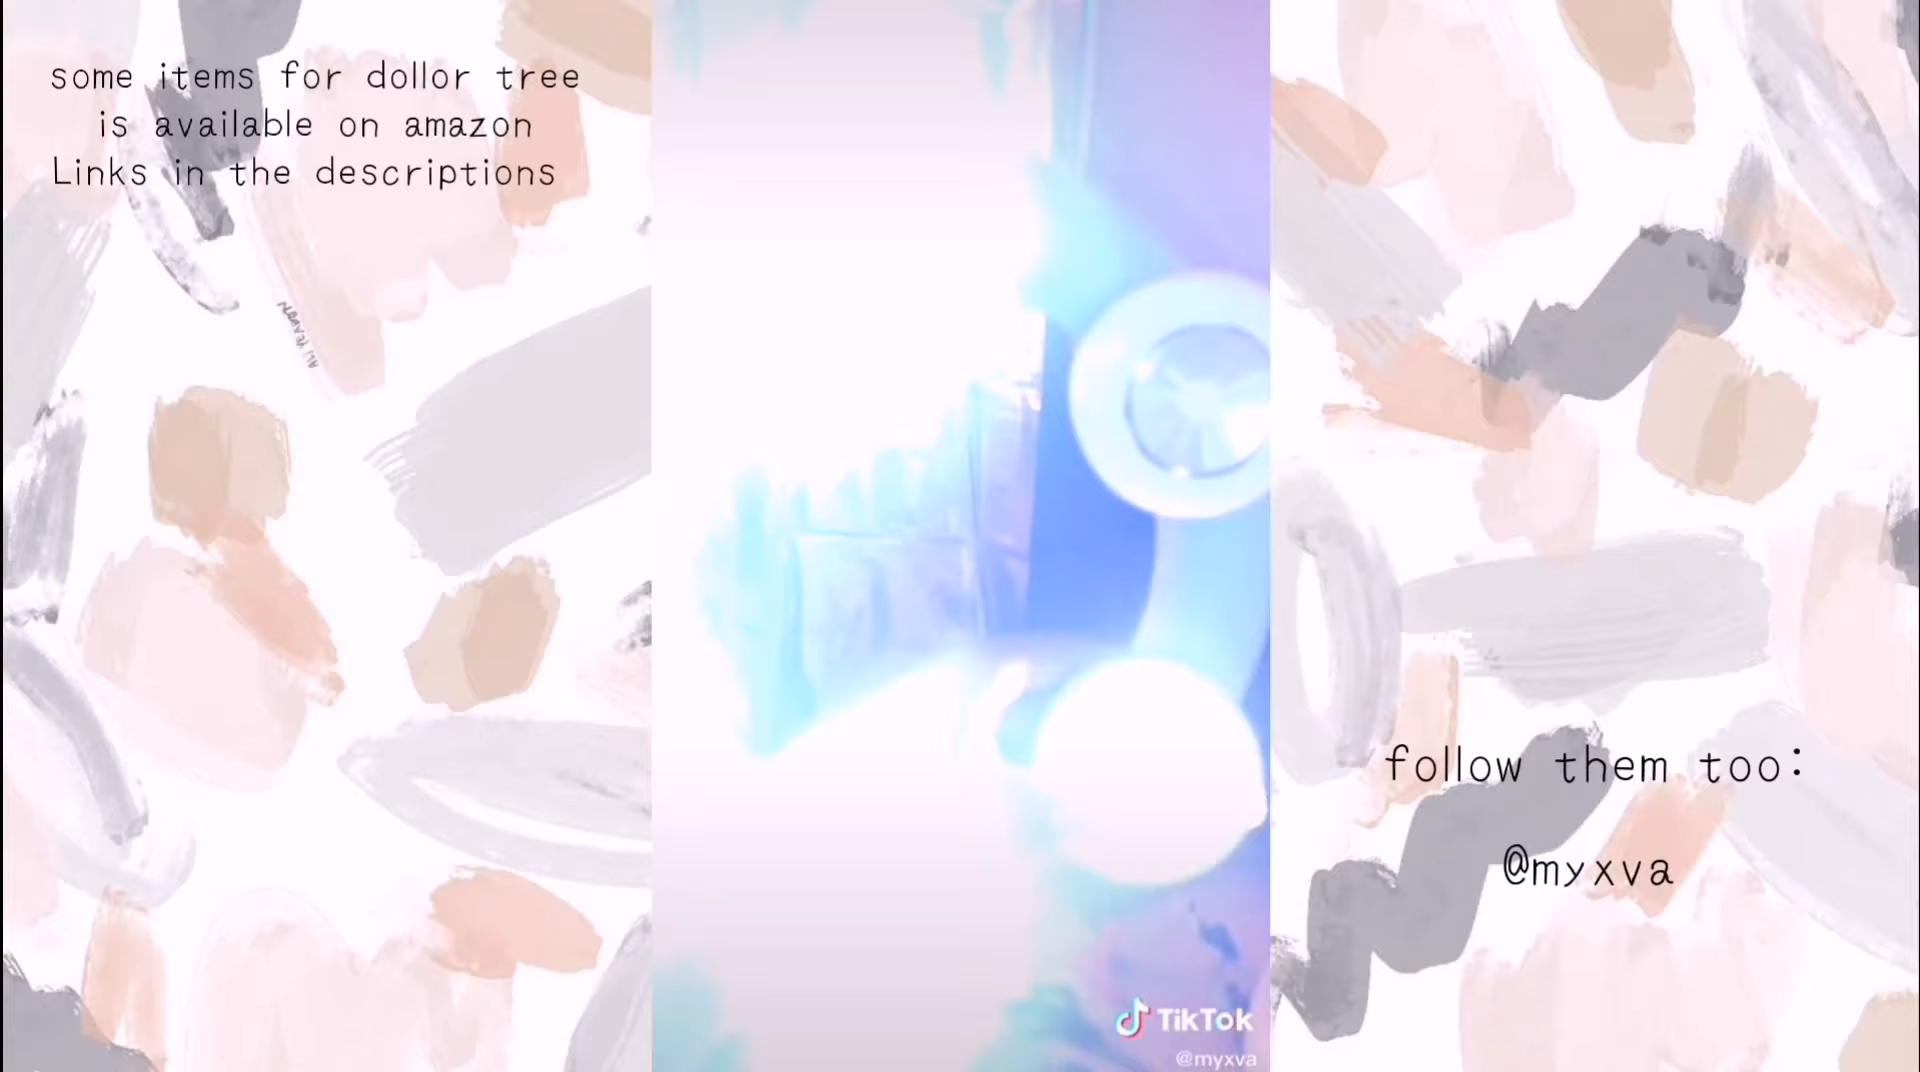 some items for dollor tree
is available on amazon
Links in the descriptions
follow them too:
@myxva
TikTok
@myxva